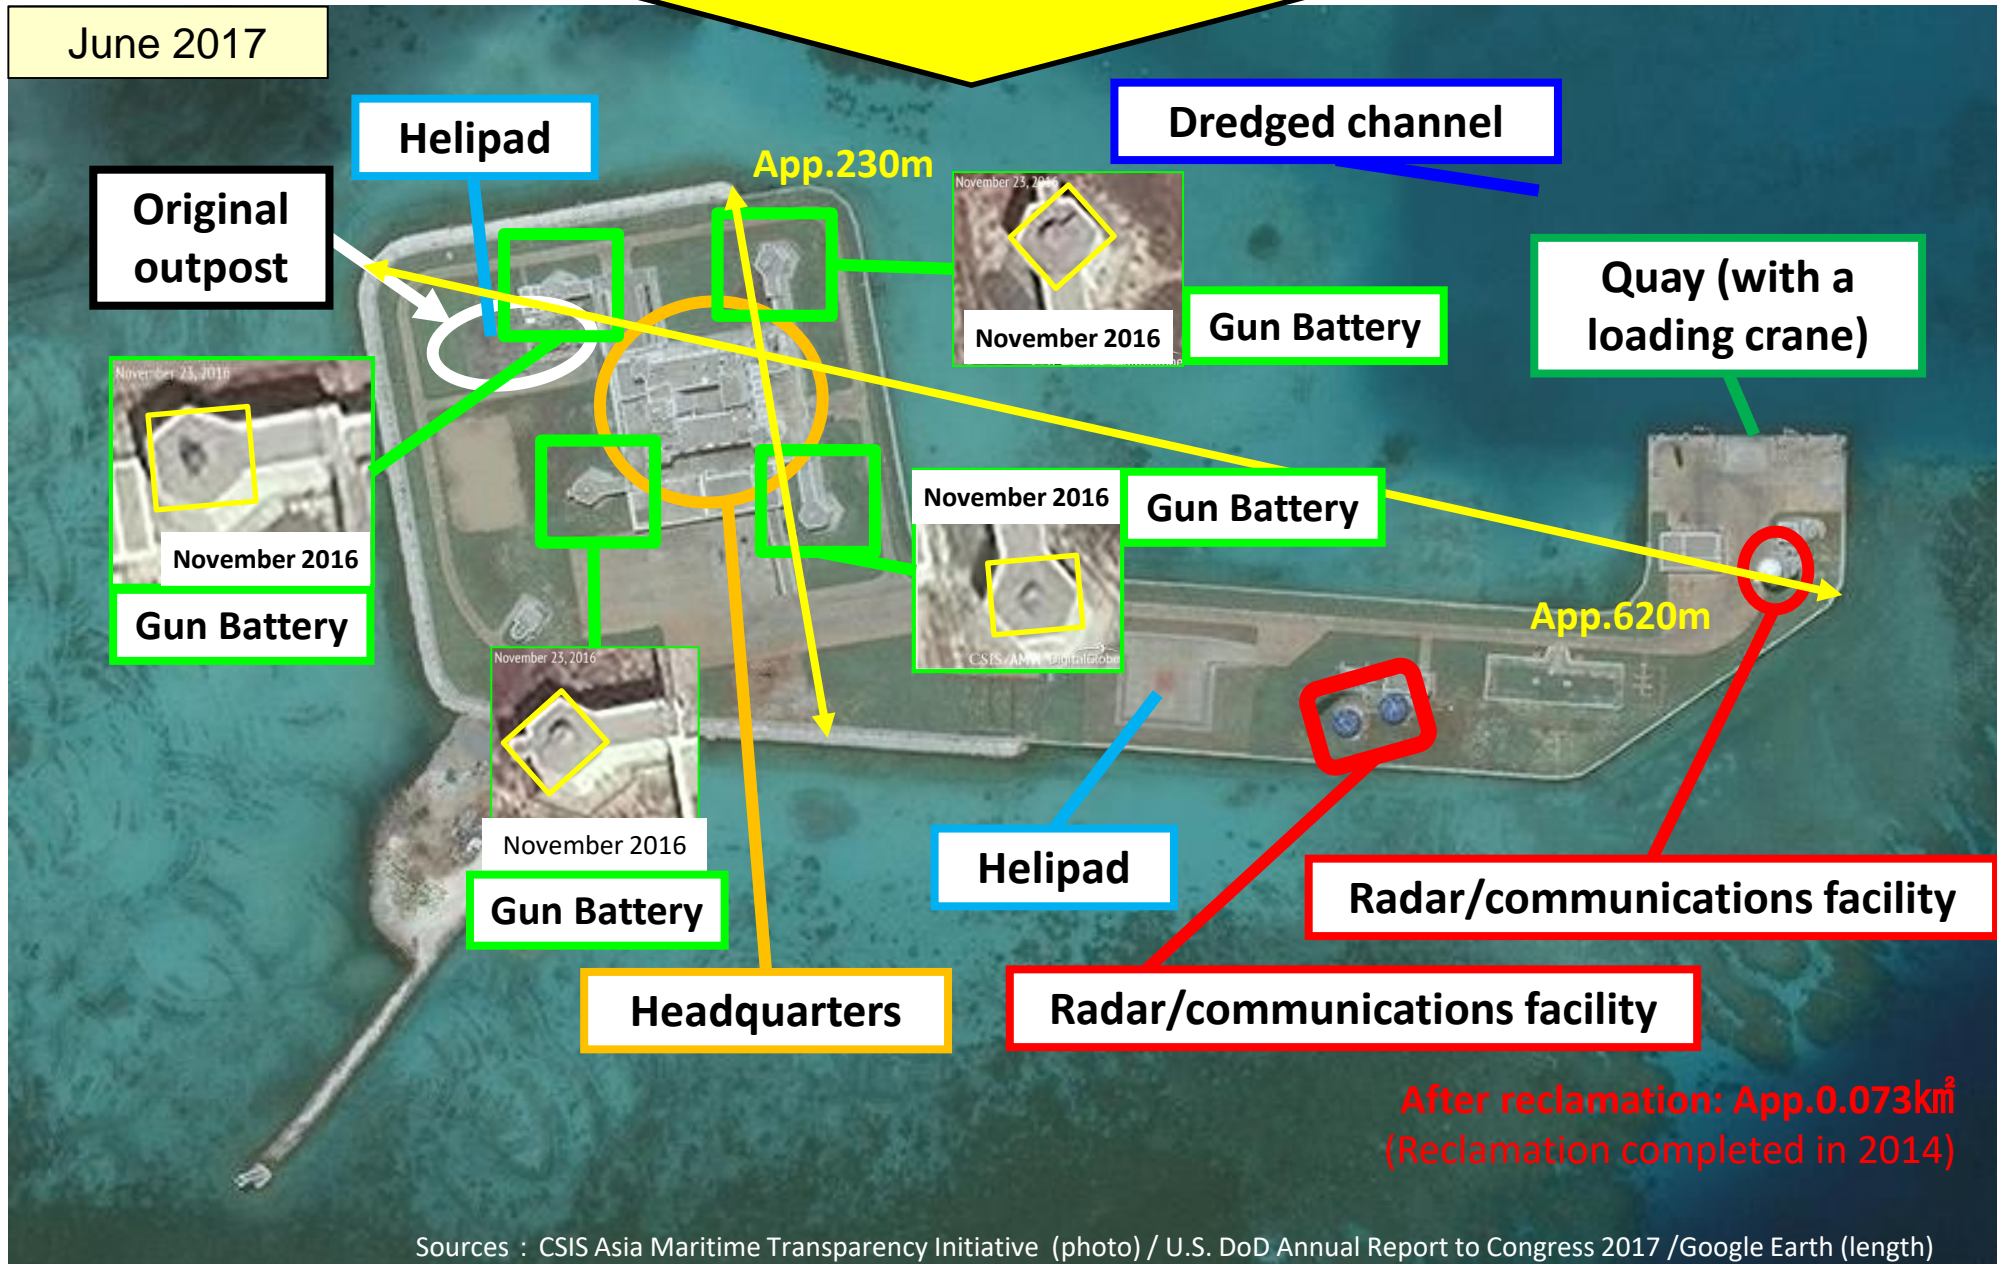 June 2017
Helipad
Dredged channel
App.230m
Original
outpost
November 23, 2016
November 2016
Gun Battery
Quay (with a
loading crane)
November 23, 2016
November 2016
Gun Battery
November 2016
Gun Battery
CSIS/AMTI DigitalGlobe
App.620m
November 23, 2016
November 2016
Gun Battery
Helipad
Radar/communications facility
Headquarters
Radar/communications facility
After reclamation: App.0.073㎢
(Reclamation completed in 2014)
Sources : CSIS Asia Maritime Transparency Initiative (photo) / U.S. DoD Annual Report to Congress 2017 /Google Earth (length)